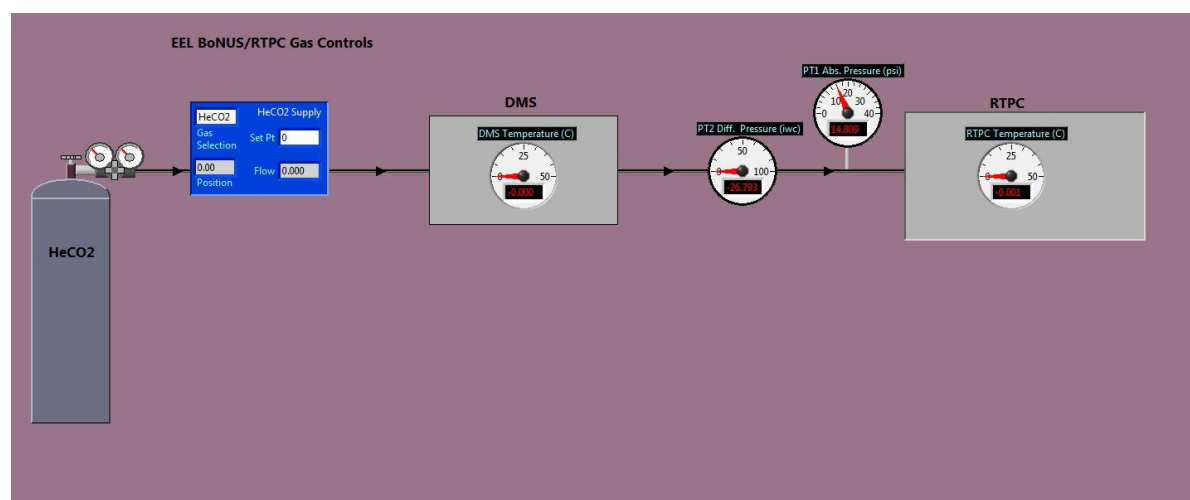 EEL BoNUS/RTPC Gas Controls
HeCO2
HeCO2 Supply
Gas
Selection
Set Pt 0
0.00
Flow 0.000
Position
HeCO2
DMS
DMS Temperature (C)
25
0 50
-0.000
PT2 Diff. Pressure (iwc)
50
0 100
-26.793
PT1 Abs. Pressure (psi)
20
10 30
0 40
14.809
RTPC
RTPC Temperature (C)
25
0 50
-0.001